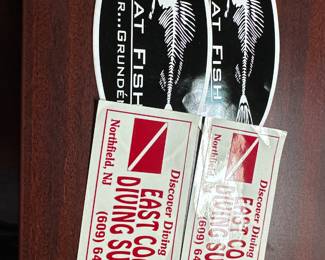 AT FISH
R...GRUNDÉ
AT FISH
Discover Diving
EAST CO
DIVING SU
(609) 64
Northfield, NJ
Discover Diving
EAST CO
DIVING SU
(609) 64
Northfield, NJ